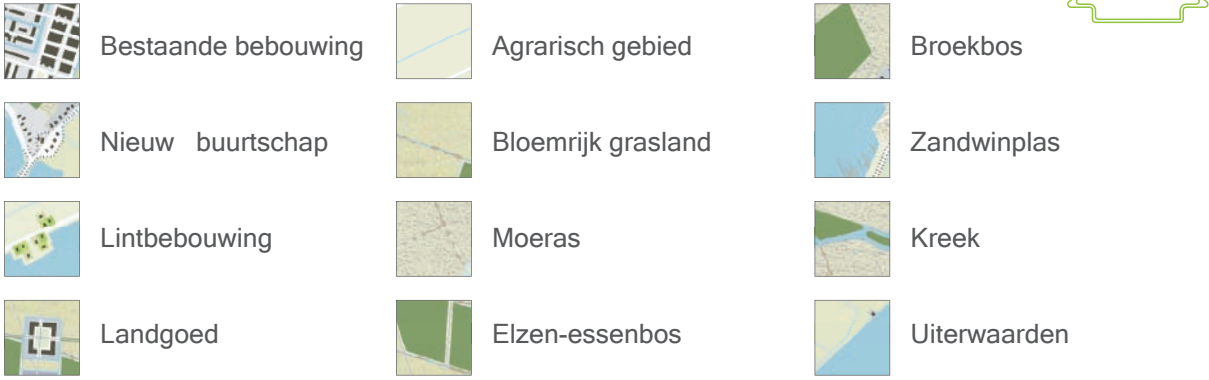 Bestaande bebouwing
Nieuw buurtschap
Lintbebouwing
Landgoed
Agrarisch gebied
Bloemrijk grasland
Moeras
Elzen-essenbos
Broekbos
Zandwinplas
Kreek
Uiterwaarden